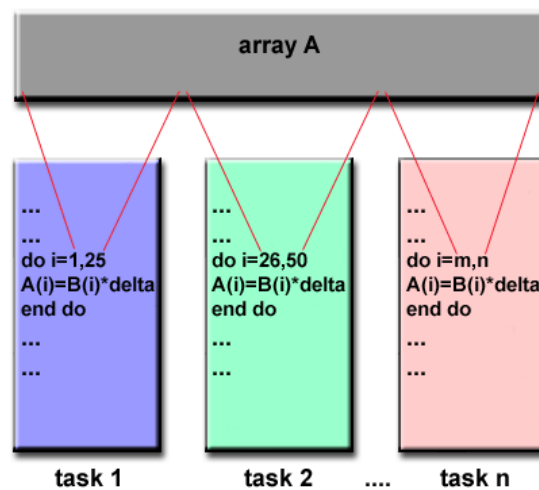 array A
...
...
do i=1,25
A(i)=B(i)*delta
end do
...
...
...
...
do i=26,50
A(i)=B(i)*delta
end do
...
...
...
...
do i=m,n
A(i)=B(i)*delta
end do
...
...
task 1 task 2 .... task n